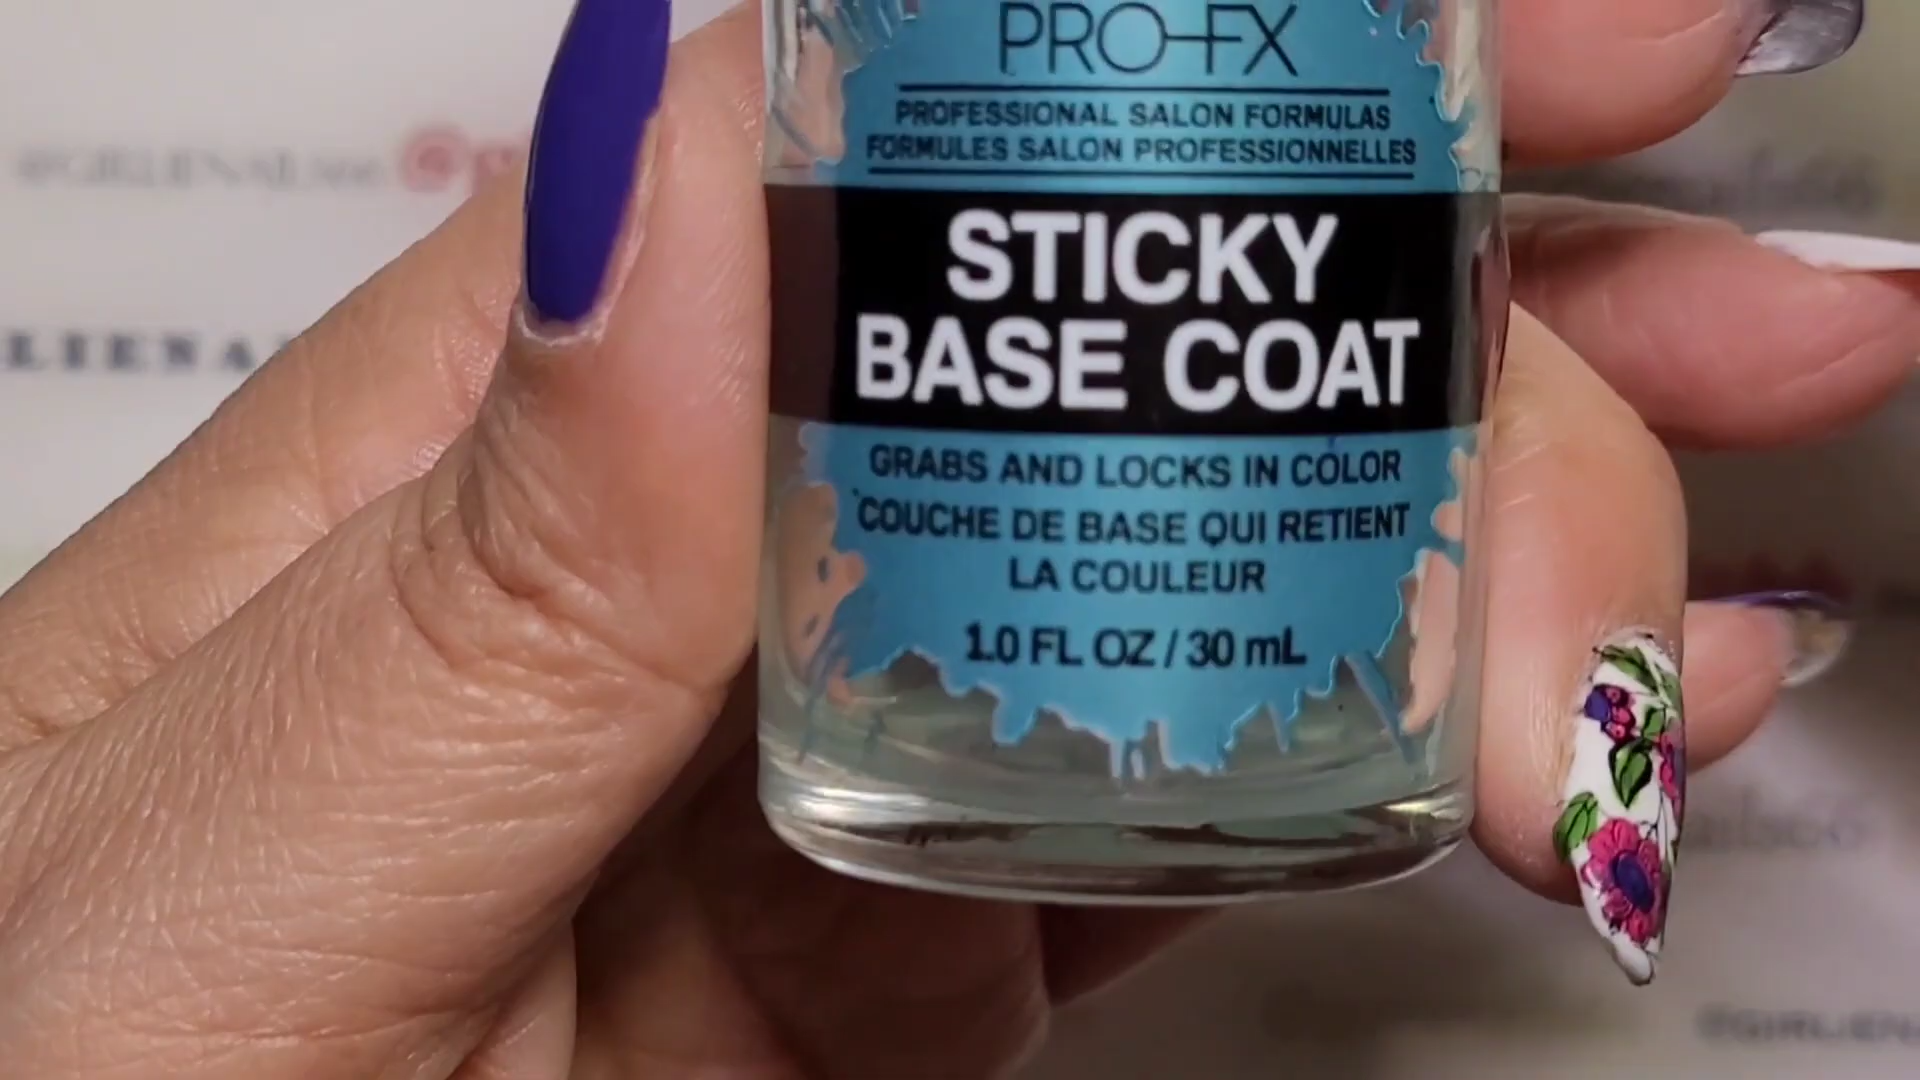 PRO-FX
PROFESSIONAL SALON FORMULAS
FORMULES SALON PROFESSIONNELLES
STICKY
BASE COAT
GRABS AND LOCKS IN COLOR
COUCHE DE BASE QUI RETIENT
LA COULEUR
1.0 FL OZ / 30 mL